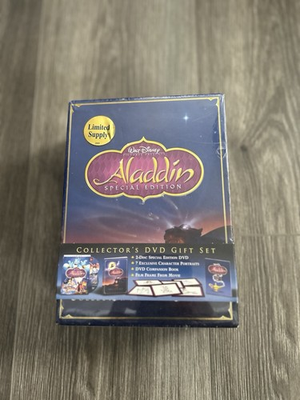 Limited
Supply
WALT DISNEY
Aladdin
SPECIAL EDITION
COLLECTOR'S DVD GIFT SET
• 2-Disc Special Edition DVD
• 7 Exclusive Character Portraits
• DVD Companion Book
• Film Frame From Movie